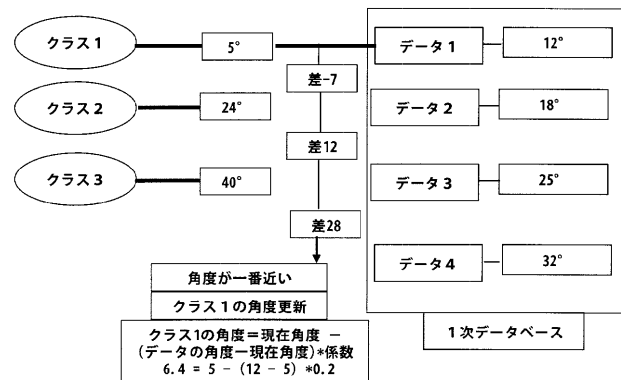 クラス1 5° データ1 12°
差-7
クラス2 24° データ2 18°
差12
クラス3 40° データ3 25°
差28
データ4 32°
角度が一番近い
クラス1の角度更新
クラス1の角度=現在角度 −
(データの角度ー現在角度)*係数
6.4 = 5 − (12 − 5) *0.2
1次データベース